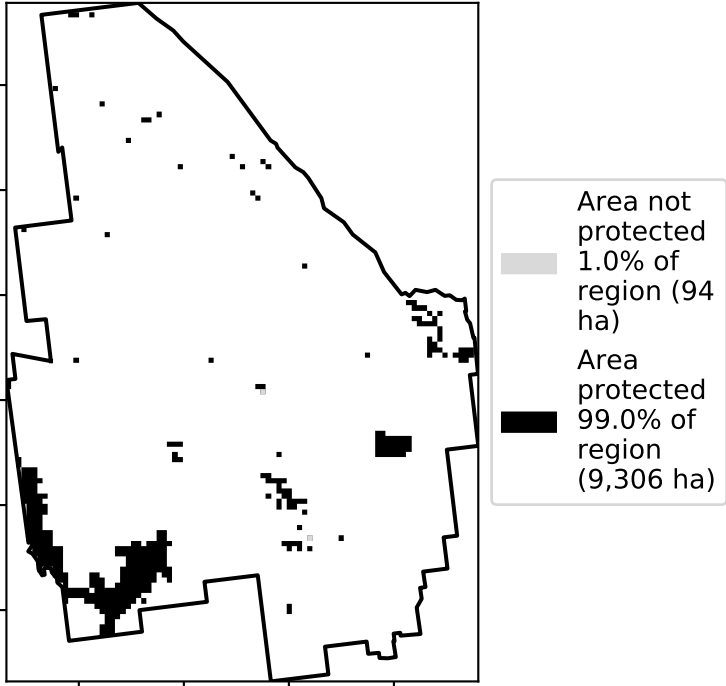 Area not
protected
1.0% of
region (94
ha)
Area
protected
99.0% of
region
(9,306 ha)